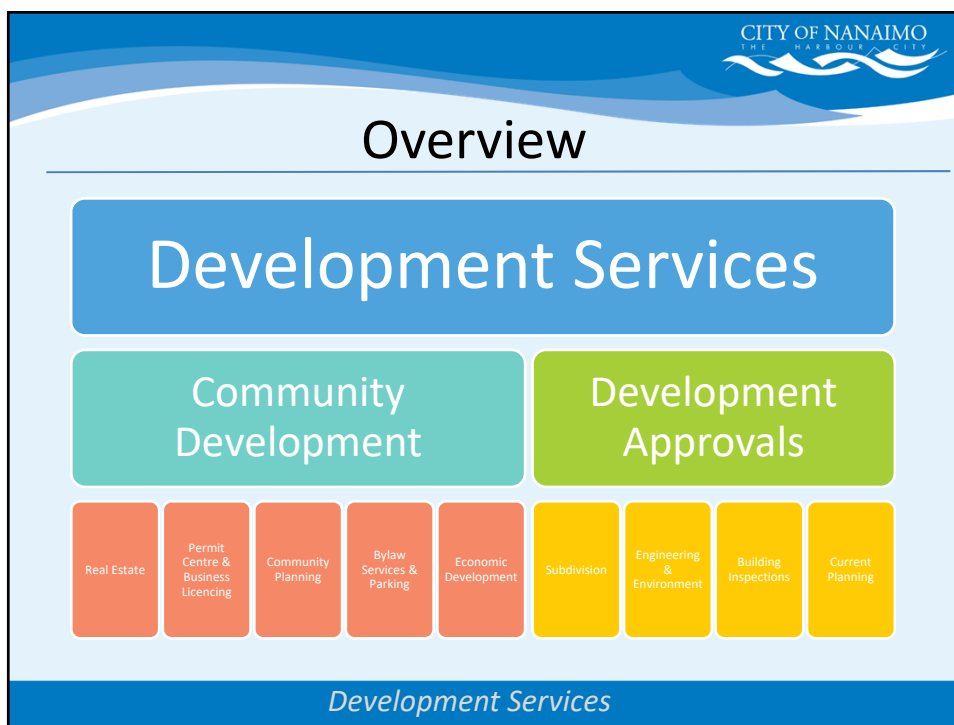 CITY OF NANAIMO
THE HARBOUR CITY
Overview
Development Services
Community
Development
Development
Approvals
Real Estate
Permit
Centre &
Business
Licencing
Community
Planning
Bylaw
Services &
Parking
Economic
Development
Subdivision
Engineering
&
Environment
Building
Inspections
Current
Planning
Development Services